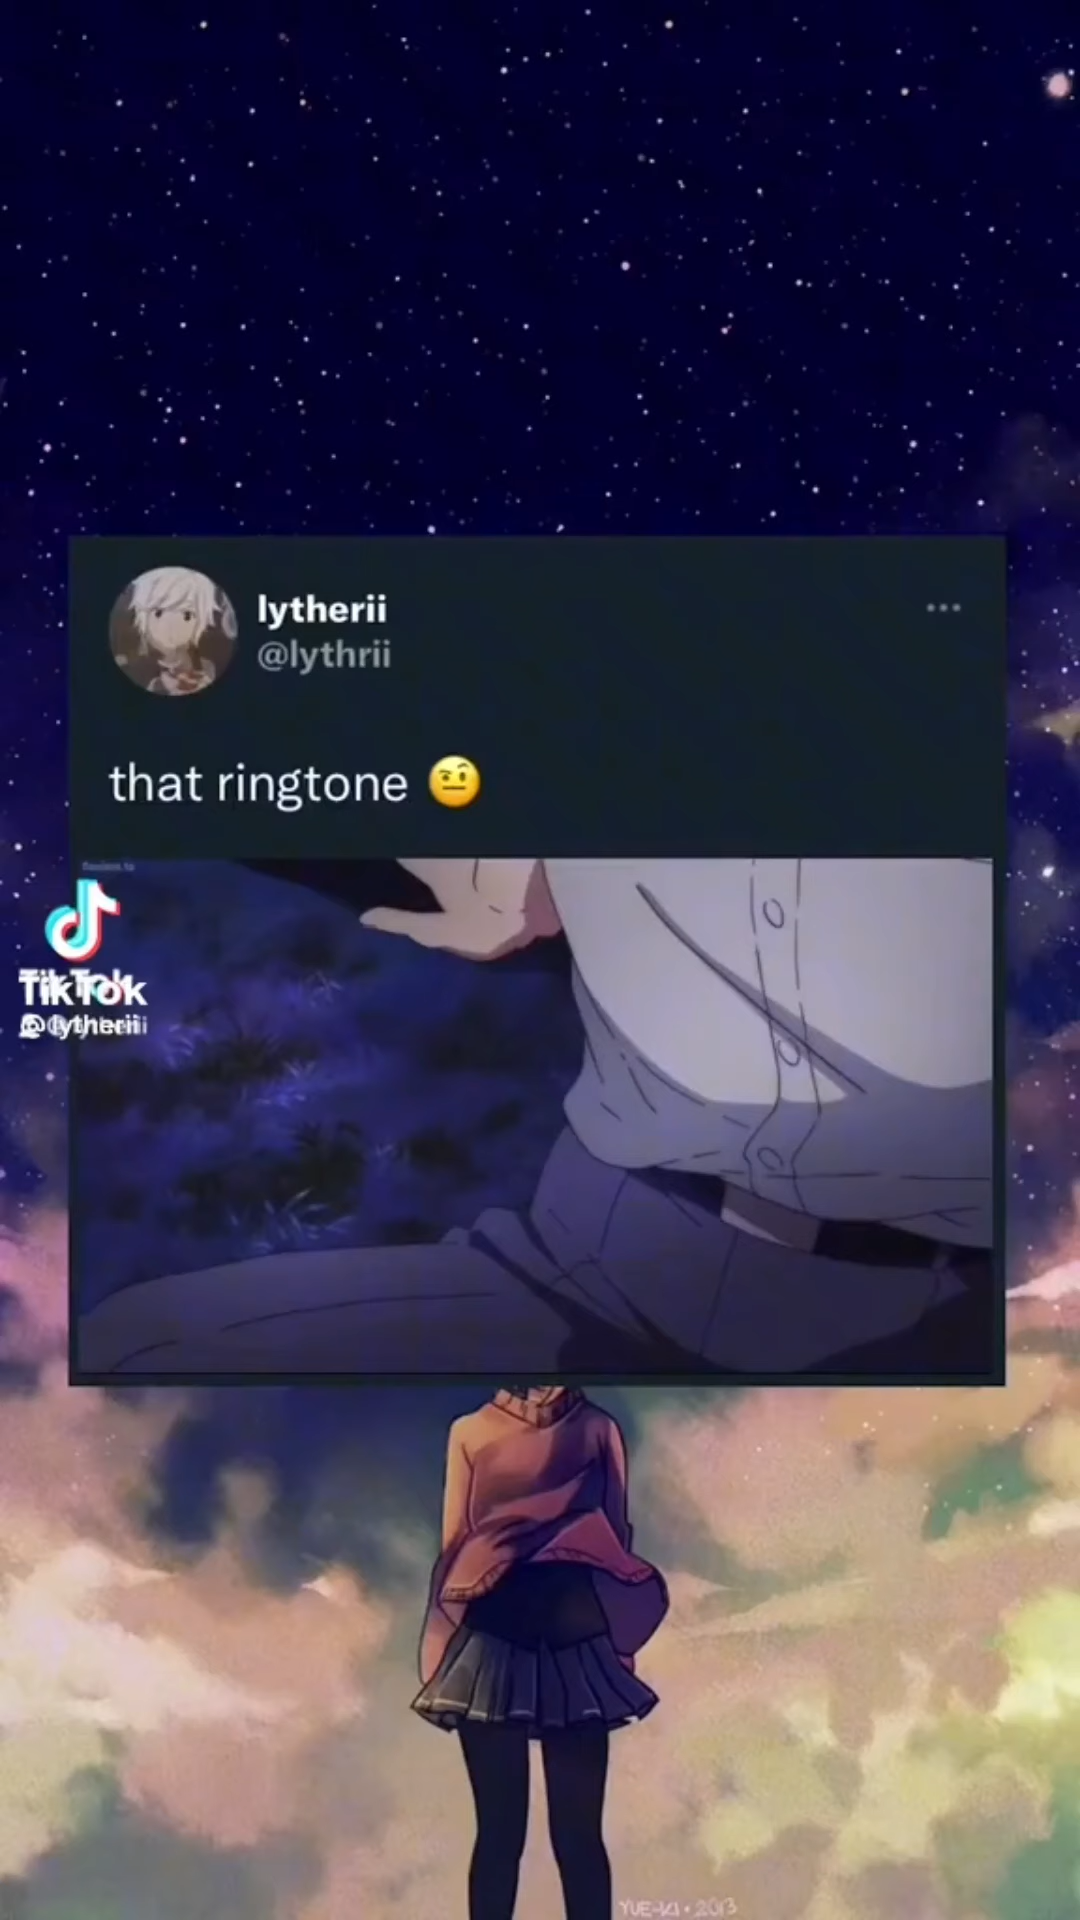 lytherii
@lythrii
that ringtone 🤨
TikTok
@lytherii
YUE-KI • 2013